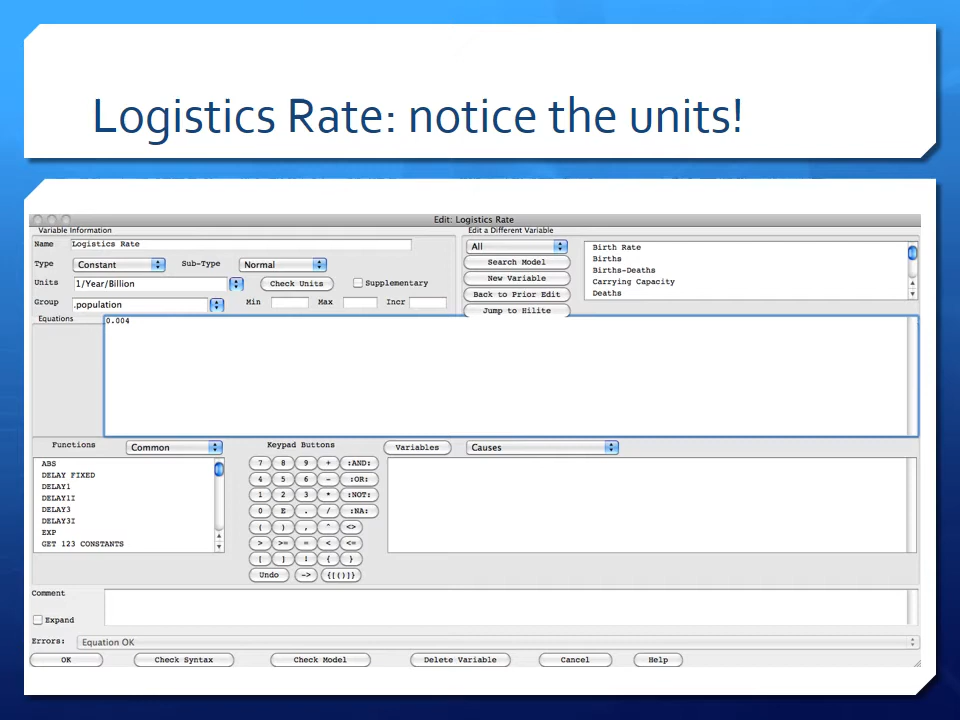 Logistics Rate: notice the units!
Edit: Logistics Rate
Variable Information
Edit a Different Variable
Name Logistics Rate
All
Birth Rate
Births
Births-Deaths
Carrying Capacity
Deaths
Search Model
New Variable
Back to Prior Edit
Jump to Hilite
Type Constant Sub-Type Normal
Units 1/Year/Billion Check Units Supplementary
Group .population Min Max Incr
Equations 0.004
Functions Common
Keypad Buttons
Variables Causes
ABS
DELAY FIXED
DELAY1
DELAY1I
DELAY3
DELAY3I
EXP
GET 123 CONSTANTS
7 8 9 + :AND:
4 5 6 - :OR:
1 2 3 * :NOT:
0 E . / :NA:
( ) , ^ <>
> >= = < <=
[ ] ! { }
Undo -> {[()]}
Comment
Expand
Errors: Equation OK
OK Check Syntax Check Model Delete Variable Cancel Help